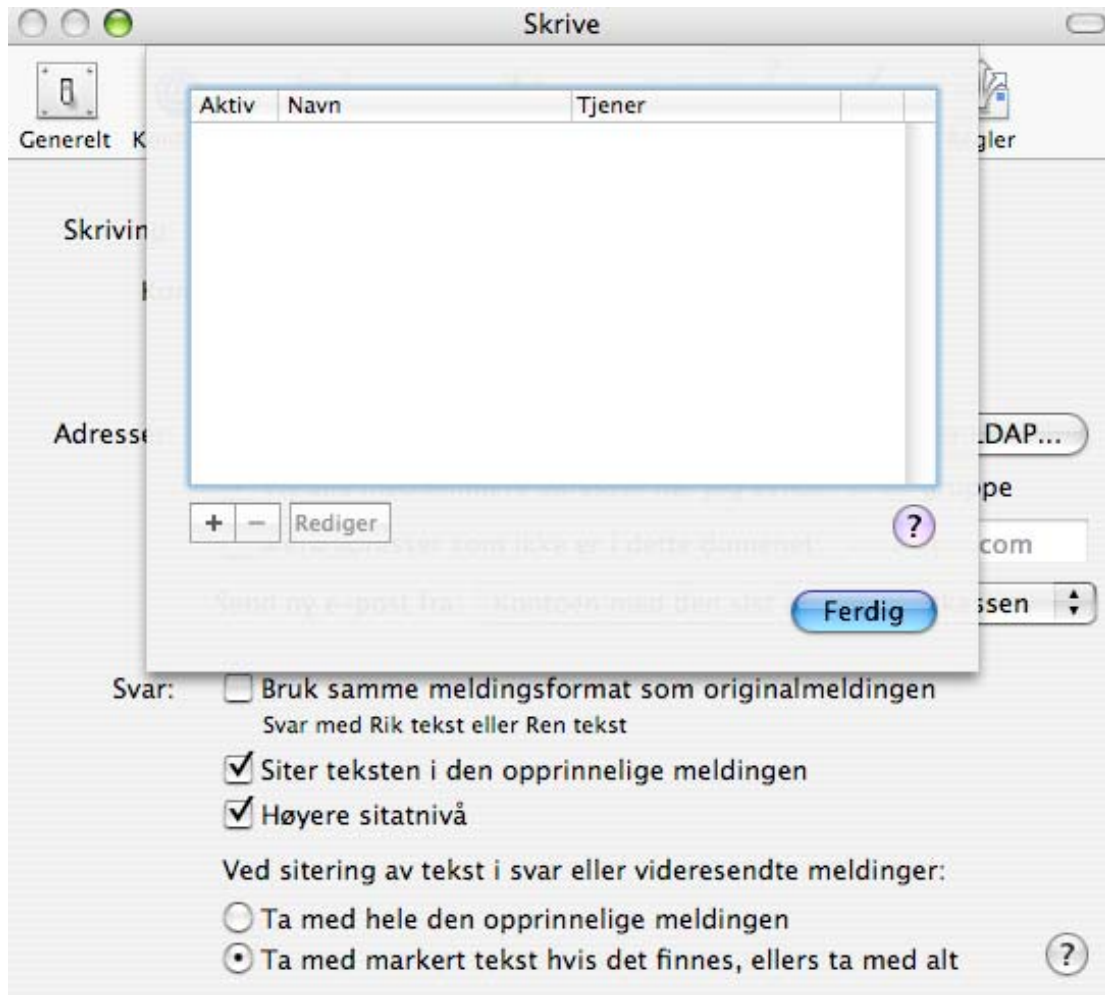 Skrive
Aktiv Navn Tjener
Generelt
Rediger
?
Ferdig
Svar:
Bruk samme meldingsformat som originalmeldingen
Svar med Rik tekst eller Ren tekst
Siter teksten i den opprinnelige meldingen
Høyere sitatnivå
Ved sitering av tekst i svar eller videresendte meldinger:
Ta med hele den opprinnelige meldingen
Ta med markert tekst hvis det finnes, ellers ta med alt
?